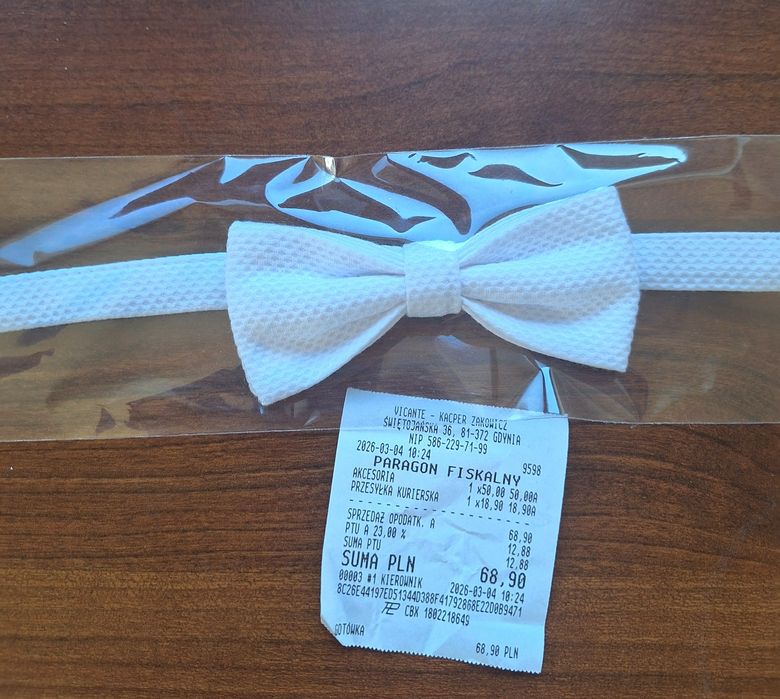 VICANTE - KACPER ZAKOWICZ
ŚWIĘTOJAŃSKA 36, 81-372 GDYNIA
NIP 586-229-71-99
2026-03-04 10:24 9598
PARAGON FISKALNY
AKCESORIA 1 x50,00 50,00A
PRZESYŁKA KURIERSKA 1 x18,90 18,90A
SPRZEDAŻ OPODATK. A 68,90
PTU A 23,00 % 12,88
SUMA PTU 12,88
SUMA PLN 68,90
00003 #1 KIEROWNIK 2026-03-04 10:24
8C26E44197ED51344D388F41792868E22D0B9471
CBX 1802218649
GOTÓWKA 68,90 PLN